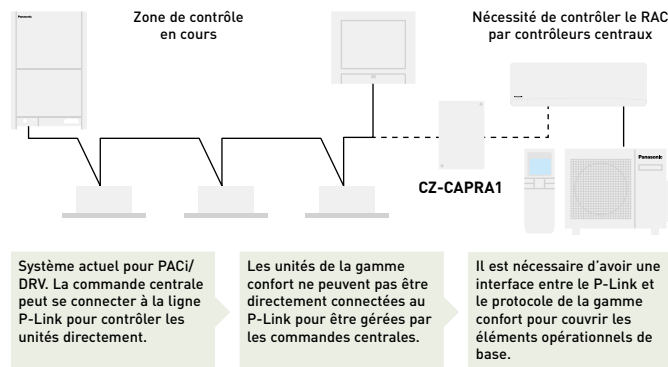 Panasonic
Zone de contrôle
en cours
Nécessité de contrôler le RAC
par contrôleurs centraux
CZ-CAPRA1
Panasonic
Système actuel pour PACi/
DRV. La commande centrale
peut se connecter à la ligne
P-Link pour contrôler les
unités directement.
Les unités de la gamme
confort ne peuvent pas être
directement connectées au
P-Link pour être gérées par
les commandes centrales.
Il est nécessaire d'avoir une
interface entre le P-Link et
le protocole de la gamme
confort pour couvrir les
éléments opérationnels de
base.